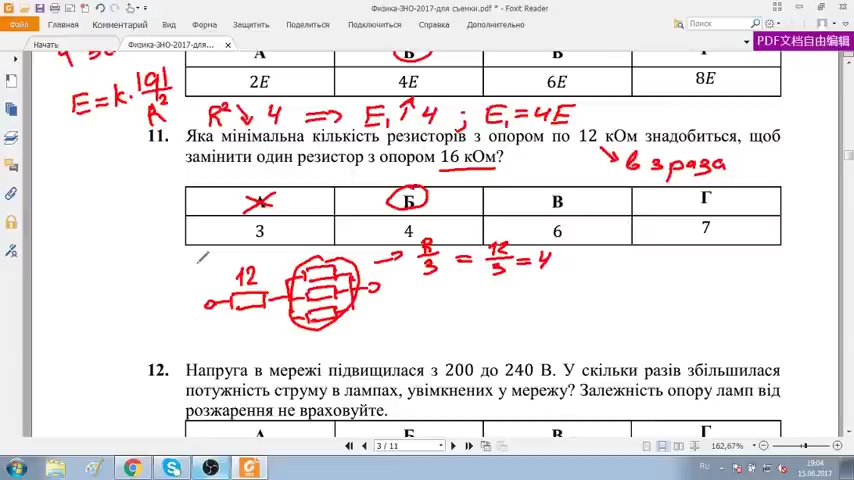 Физика-ЗНО-2017-для съемки.pdf * - Foxit Reader
Файл Главная Комментарий Вид Форма Защитить Поделиться Подключиться Справка Дополнительно
Поиск
Начать Физика-ЗНО-2017-для съем...
PDF文档自由编辑
А Б В Г
2E 4E 6E 8E
E = k · |q| / R²
R² ↘ 4 ⟹ E₁ ↗ 4 ; E₁ = 4E
11. Яка мінімальна кількість резисторів з опором по 12 кОм знадобиться, щоб
замінити один резистор з опором 16 кОм?
в 3 раза
А Б В Г
3 4 6 7
12 → R/3 = 12/3 = 4
12. Напруга в мережі підвищилася з 200 до 240 В. У скільки разів збільшилася
потужність струму в лампах, увімкнених у мережу? Залежність опору ламп від
розжарення не враховуйте.
А Б В Г
3 / 11 162,67%
RU 19:04
15.06.2017